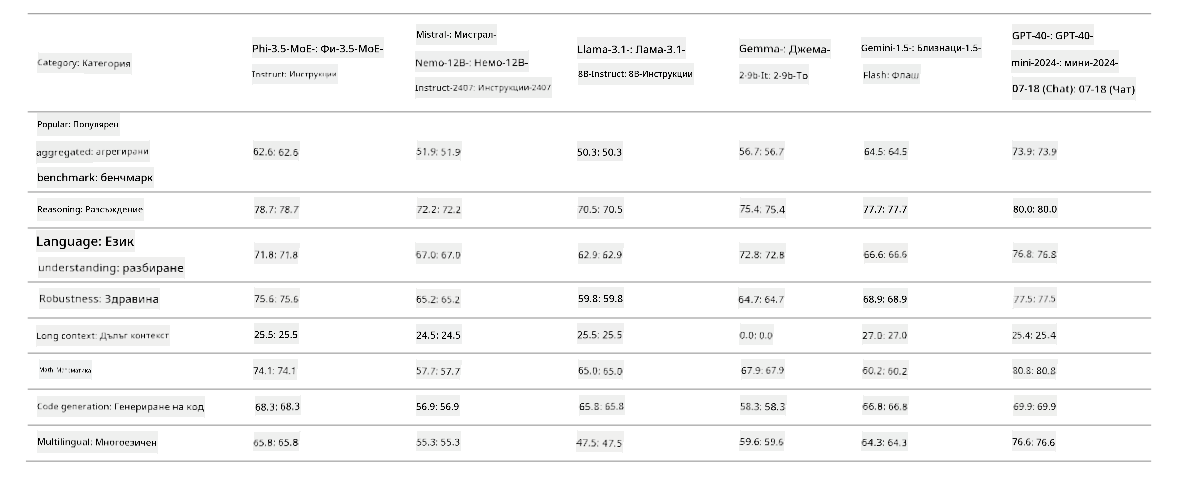 Category: Категория
Phi-3.5-MoE-: Фи-3.5-MoE-
Instruct: Инструкции
Mistral-: Мистрал-
Nemo-12B-: Немо-12B-
Instruct-2407: Инструкции-2407
Llama-3.1-: Лама-3.1-
8B-Instruct: 8B-Инструкции
Gemma-: Джема-
2-9b-It: 2-9b-То
Gemini-1.5-: Близнаци-1.5-
Flash: Флаш
GPT-4o-: GPT-4o-
mini-2024-: мини-2024-
07-18 (Chat): 07-18 (Чат)
Popular: Популярен
aggregated: агрегирани
benchmark: бенчмарк
62.6: 62.6
51.9: 51.9
50.3: 50.3
56.7: 56.7
64.5: 64.5
73.9: 73.9
Reasoning: Разсъждение
78.7: 78.7
72.2: 72.2
70.5: 70.5
75.4: 75.4
77.7: 77.7
80.0: 80.0
Language: Език
understanding: разбиране
71.8: 71.8
67.0: 67.0
62.9: 62.9
72.8: 72.8
66.6: 66.6
76.8: 76.8
Robustness: Здравина
75.6: 75.6
65.2: 65.2
59.8: 59.8
64.7: 64.7
68.9: 68.9
77.5: 77.5
Long context: Дълъг контекст
25.5: 25.5
24.5: 24.5
25.5: 25.5
0.0: 0.0
27.0: 27.0
25.4: 25.4
Math: Математика
74.1: 74.1
57.7: 57.7
65.0: 65.0
67.9: 67.9
60.2: 60.2
80.8: 80.8
Code generation: Генериране на код
68.3: 68.3
56.9: 56.9
65.8: 65.8
58.3: 58.3
66.8: 66.8
69.9: 69.9
Multilingual: Многоезичен
65.8: 65.8
55.3: 55.3
47.5: 47.5
59.6: 59.6
64.3: 64.3
76.6: 76.6